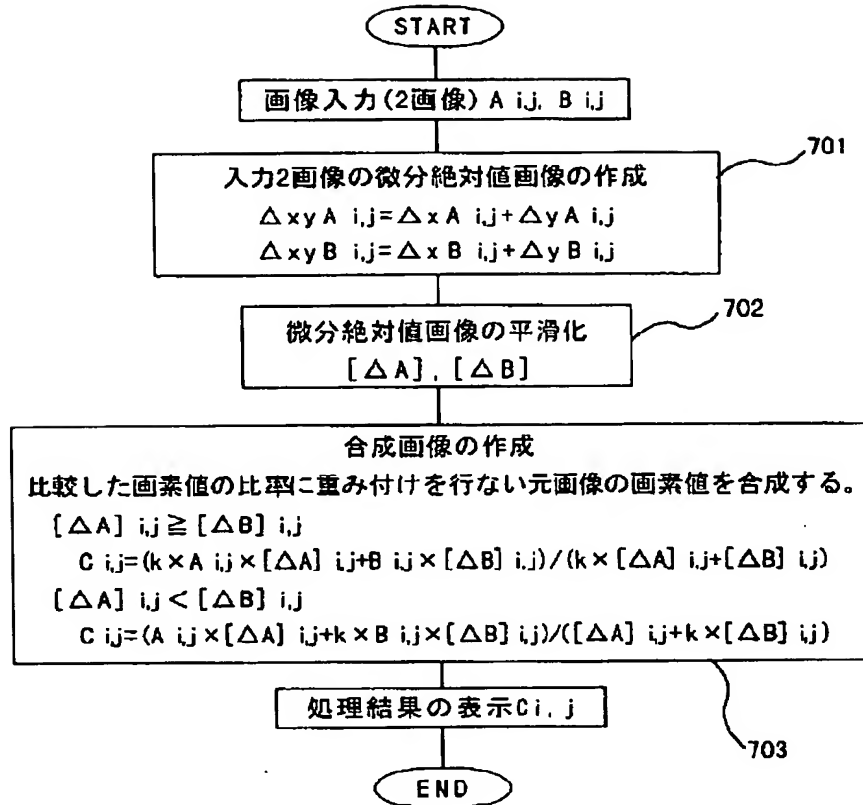 START
画像入力(2画像) A i,j, B i,j
701
入力2画像の微分絶対値画像の作成
△xyA i,j=△xA i,j+△yA i,j
△xyB i,j=△xB i,j+△yB i,j
702
微分絶対値画像の平滑化
[△A], [△B]
合成画像の作成
比較した画素値の比率に重み付けを行ない元画像の画素値を合成する。
[△A] i,j≧[△B] i,j
C i,j=(k×A i,j×[△A] i,j+B i,j×[△B] i,j)/(k×[△A] i,j+[△B] i,j)
[△A] i,j<[△B] i,j
C i,j=(A i,j×[△A] i,j+k×B i,j×[△B] i,j)/([△A] i,j+k×[△B] i,j)
703
処理結果の表示Ci, j
END